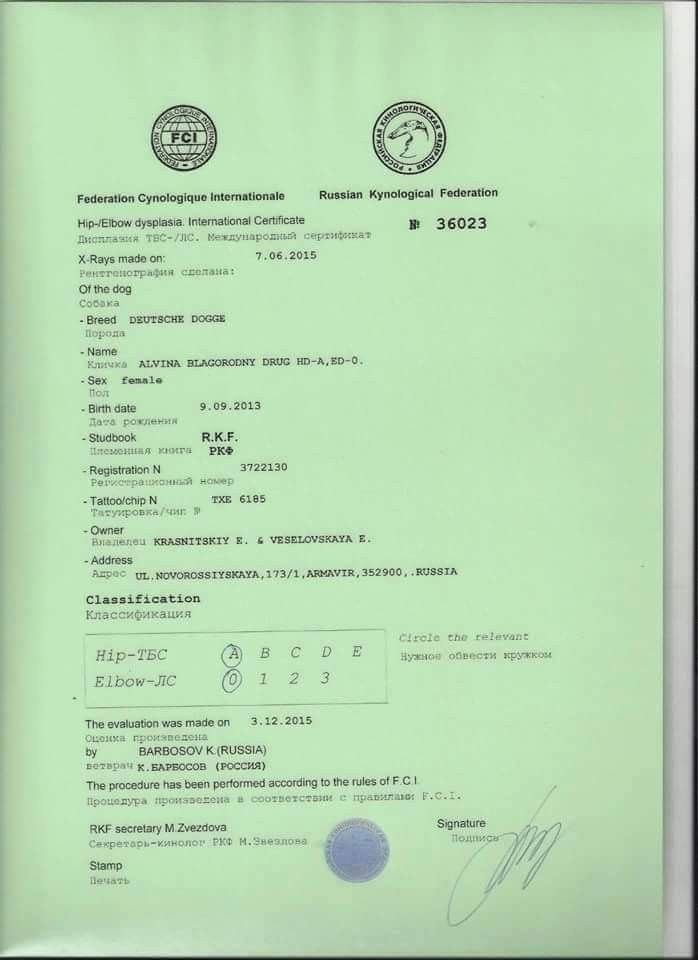 FEDERATION CYNOLOGIQUE INTERNATIONALE
FCI
РОССИЙСКАЯ КИНОЛОГИЧЕСКАЯ ФЕДЕРАЦИЯ
Federation Cynologique Internationale
Russian Kynological Federation
Hip-/Elbow dysplasia. International Certificate
№ 36023
Дисплазия ТБС-/ЛС. Международный сертификат
X-Rays made on: 7.06.2015
Рентгенография сделана:
Of the dog
Собака
- Breed DEUTSCHE DOGGE
Порода
- Name
Кличка ALVINA BLAGORODNY DRUG HD-A,ED-0.
- Sex female
Пол
- Birth date 9.09.2013
Дата рождения
- Studbook R.K.F.
Племенная книга РКФ
- Registration N 3722130
Регистрационный номер
- Tattoo/chip N TXE 6185
Татуировка/чип №
- Owner
Владелец KRASNITSKIY E. & VESELOVSKAYA E.
- Address
Адрес UL.NOVOROSSIYSKAYA,173/1,ARMAVIR,352900,.RUSSIA
Classification
Классификация
Hip-ТБС A B C D E
Circle the relevant
Elbow-ЛС 0 1 2 3
Нужное обвести кружком
The evaluation was made on 3.12.2015
Оценка произведена
by BARBOSOV K.(RUSSIA)
ветврач К.БАРБОСОВ (РОССИЯ)
The procedure has been performed according to the rules of F.C.I.
Процедура произведена в соответствии с правилами F.C.I.
RKF secretary M.Zvezdova
Signature
Секретарь-кинолог РКФ М.Звездова
Подпись
Stamp
Печать